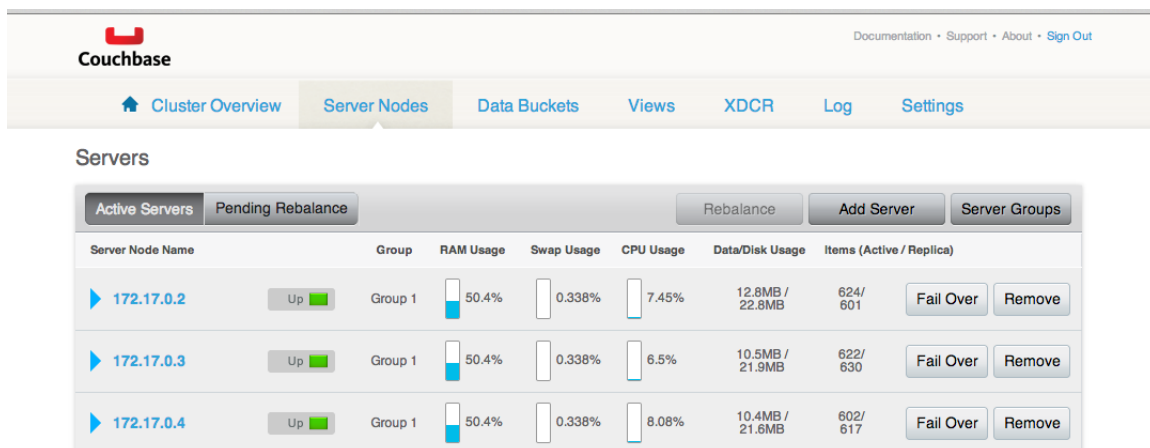 Documentation • Support • About • Sign Out
Couchbase
Cluster Overview Server Nodes Data Buckets Views XDCR Log Settings
Servers
Active Servers Pending Rebalance Rebalance Add Server Server Groups
Server Node Name Group RAM Usage Swap Usage CPU Usage Data/Disk Usage Items (Active / Replica)
172.17.0.2 Up Group 1 50.4% 0.338% 7.45% 12.8MB / 624/ Fail Over Remove
22.8MB 601
172.17.0.3 Up Group 1 50.4% 0.338% 6.5% 10.5MB / 622/ Fail Over Remove
21.9MB 630
172.17.0.4 Up Group 1 50.4% 0.338% 8.08% 10.4MB / 602/ Fail Over Remove
21.6MB 617